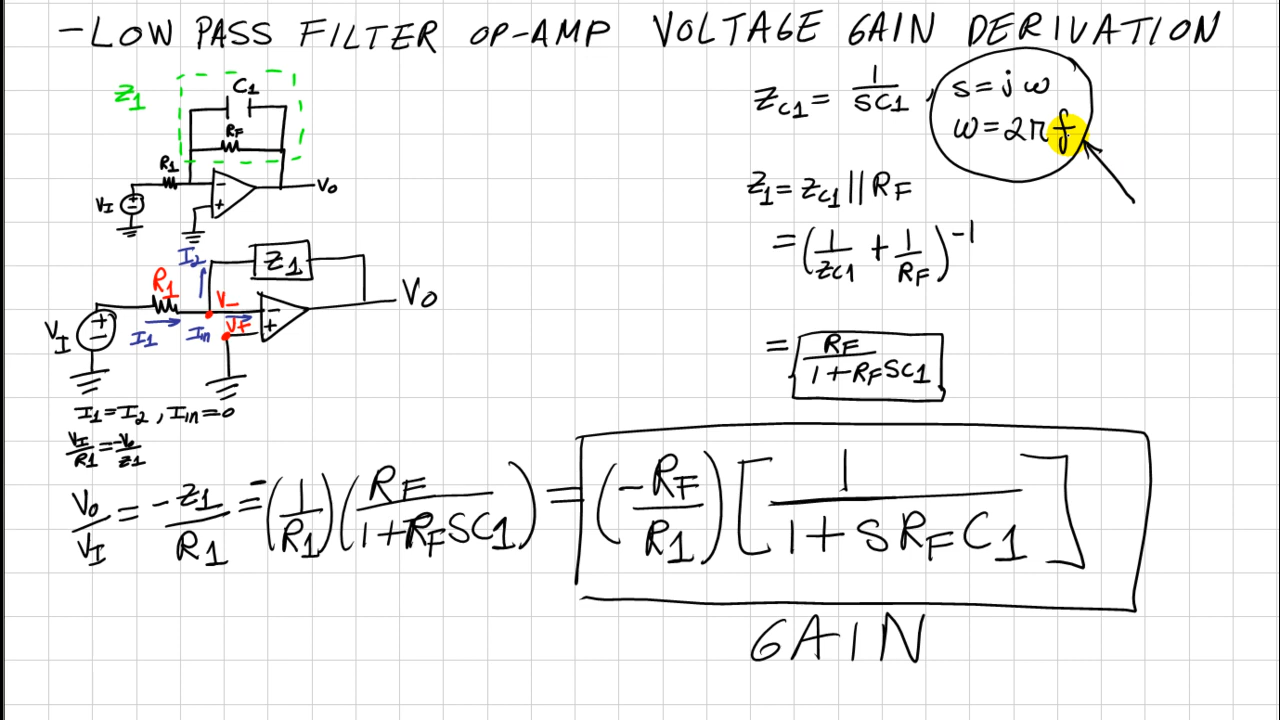 -LOW PASS FILTER OP-AMP VOLTAGE GAIN DERIVATION
Z1
C1
RF
R1
VI
VO
-
+
ZC1 = 1/SC1, s = jω
ω = 2πf
Z1 = ZC1 || RF
= (1/ZC1 + 1/RF)^-1
= RF/(1+RFSC1)
I2
Z1
R1
V-
VF
VO
VI
I1
Iin
+
-
-
+
I1 = I2, Iin = 0
VI/R1 = -VO/Z1
VO/VI = -Z1/R1 = -(1/R1)(RF/(1+RFSC1)) = (-RF/R1)[1/(1+SRFC1)]
GAIN